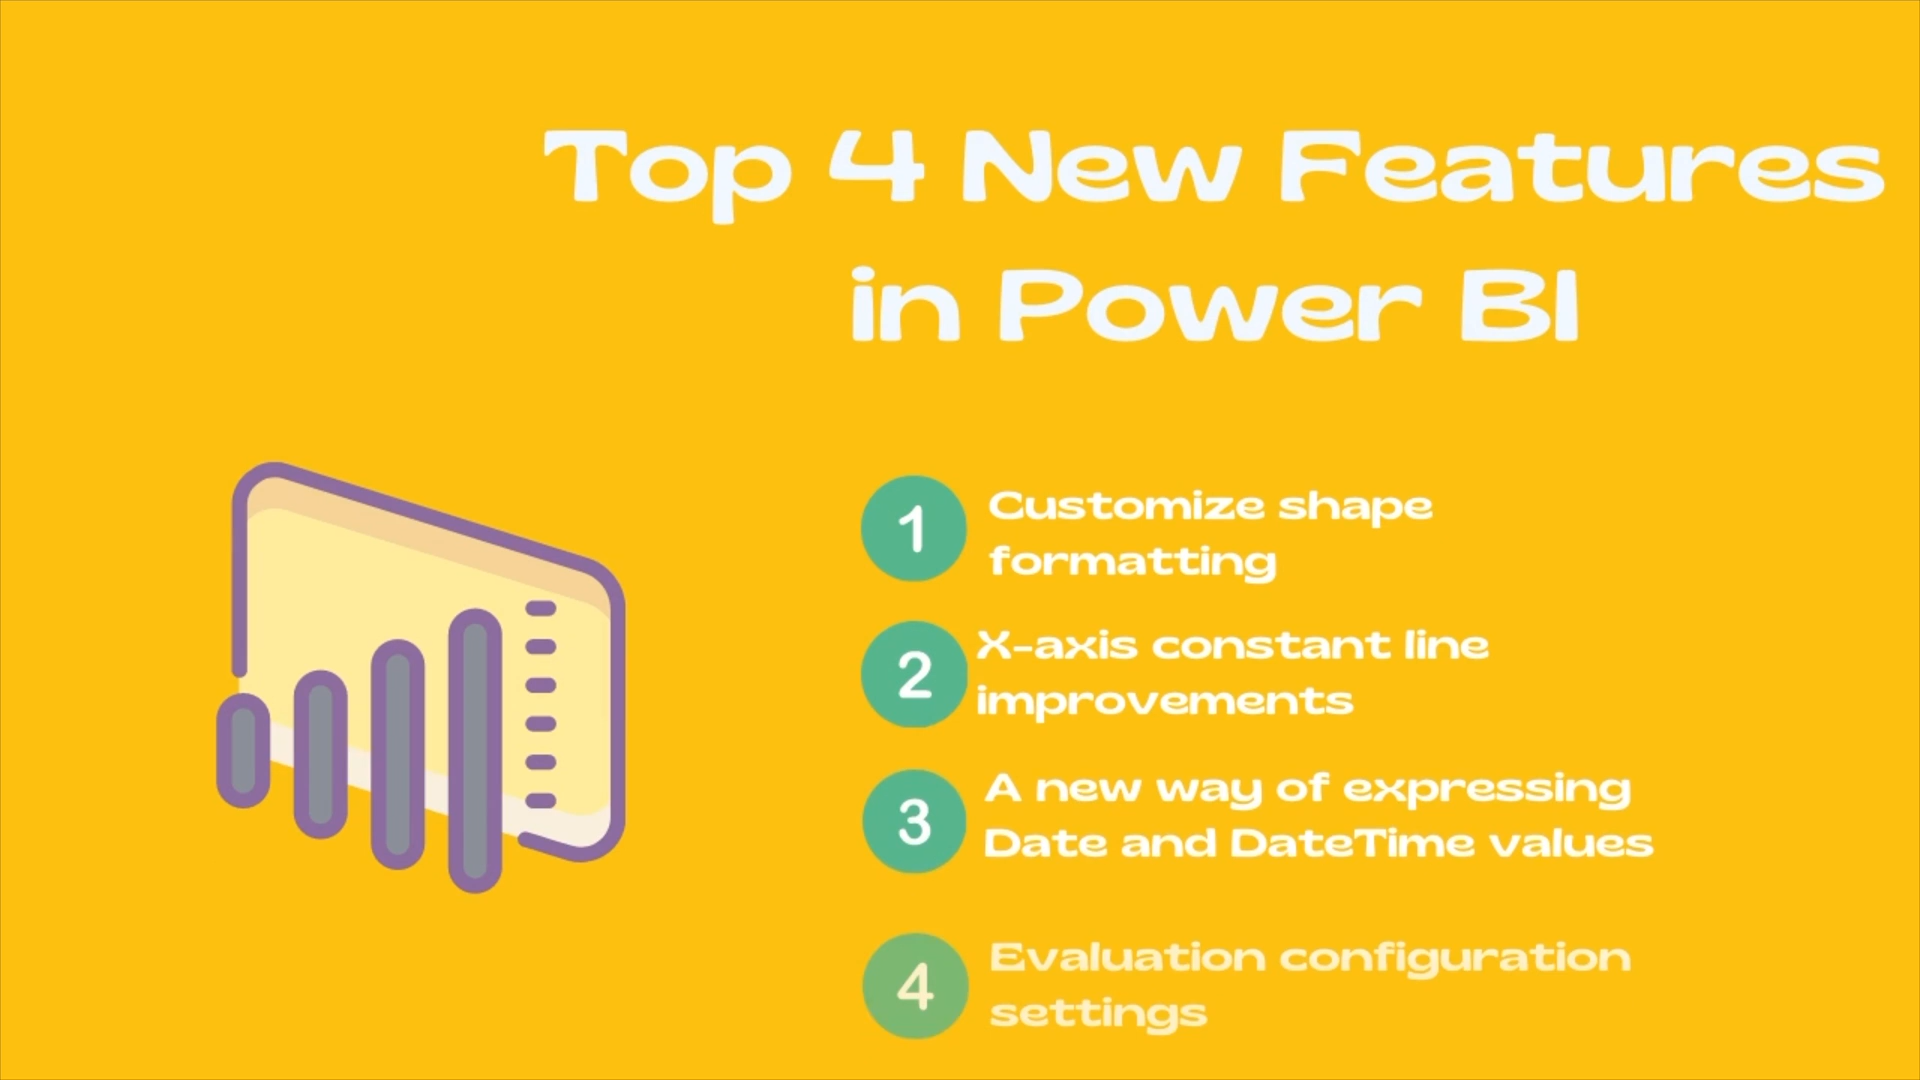 Top 4 New Features
in Power BI
1 Customize shape
formatting
2 X-axis constant line
improvements
3 A new way of expressing
Date and DateTime values
4 Evaluation configuration
settings